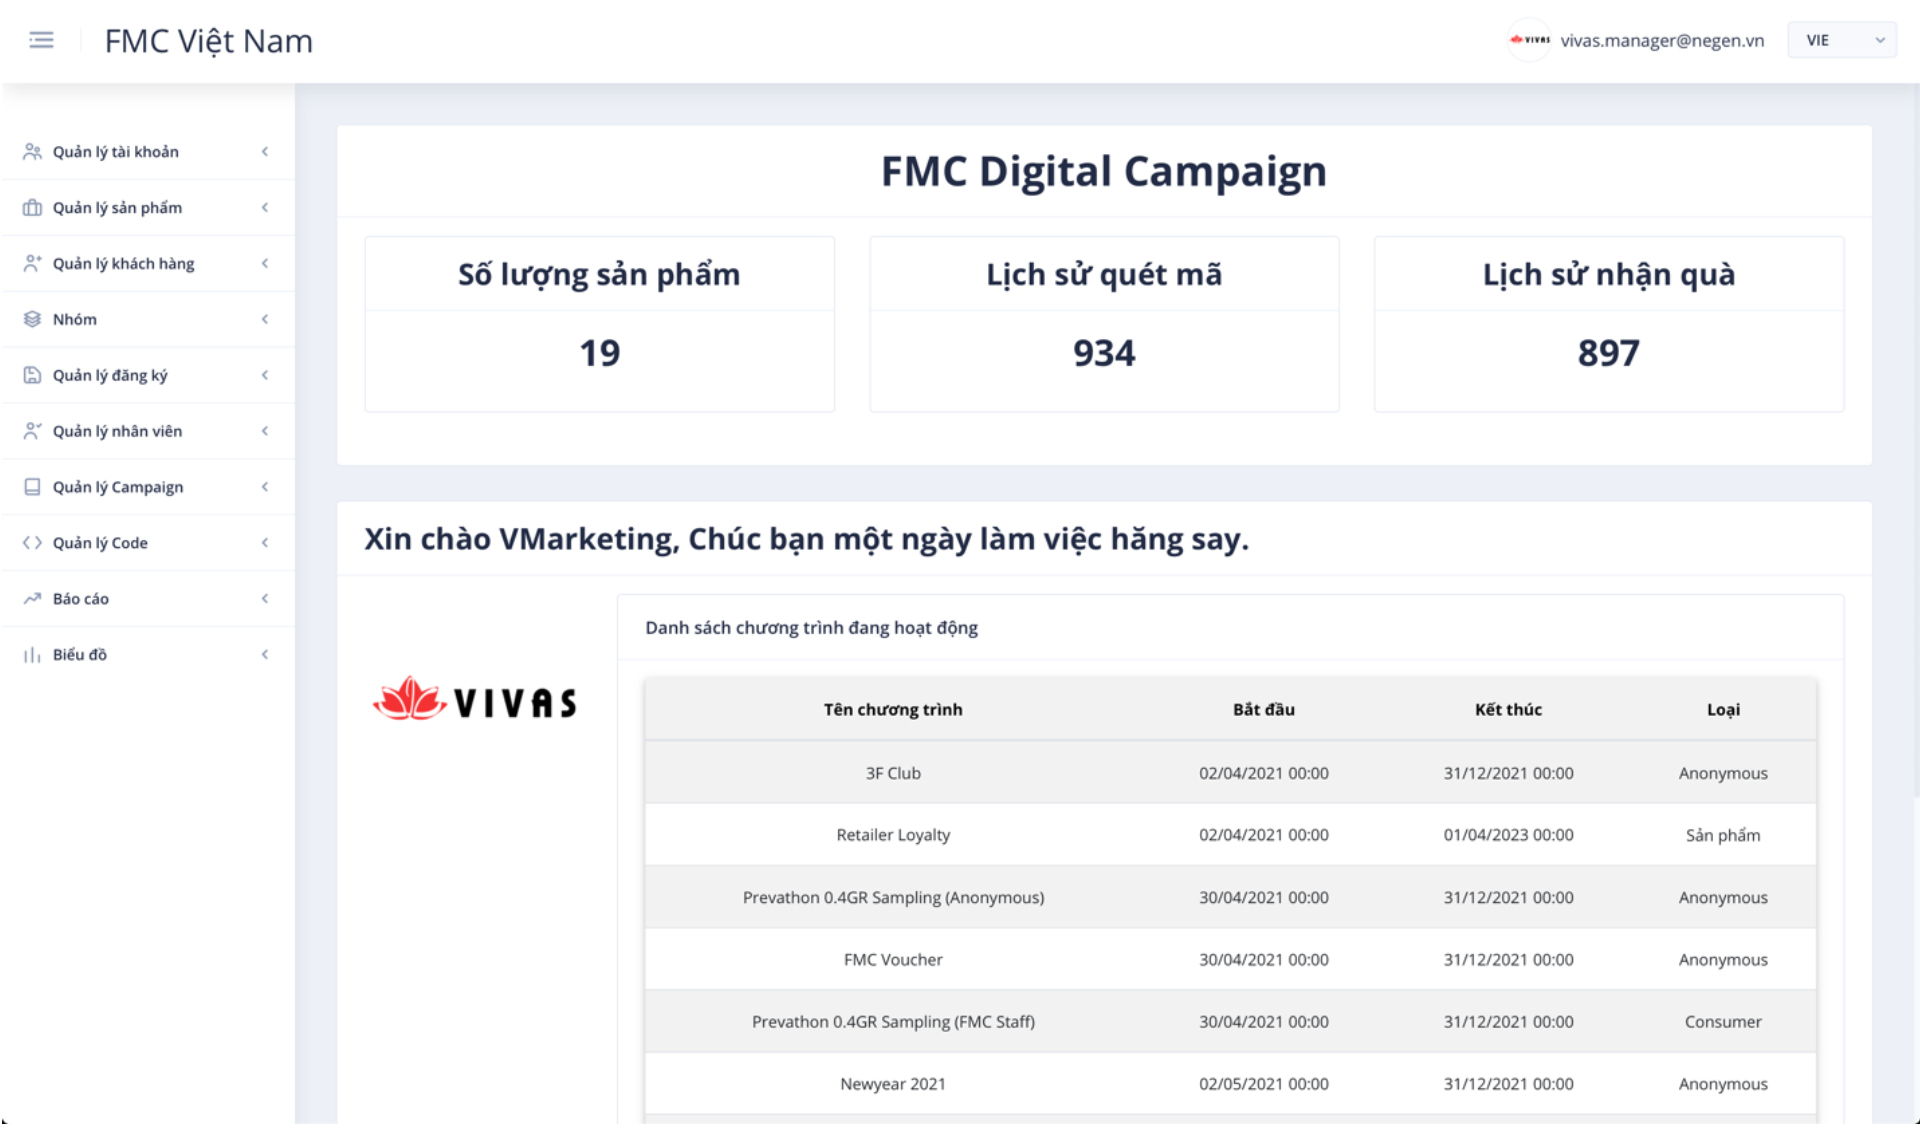 FMC Việt Nam
VIVAS
vivas.manager@negen.vn
VIE
Quản lý tài khoản
Quản lý sản phẩm
Quản lý khách hàng
Nhóm
Quản lý đăng ký
Quản lý nhân viên
Quản lý Campaign
Quản lý Code
Báo cáo
Biểu đồ
FMC Digital Campaign
Số lượng sản phẩm
19
Lịch sử quét mã
934
Lịch sử nhận quà
897
Xin chào VMarketing, Chúc bạn một ngày làm việc hăng say.
VIVAS
Danh sách chương trình đang hoạt động
Tên chương trình Bắt đầu Kết thúc Loại
3F Club 02/04/2021 00:00 31/12/2021 00:00 Anonymous
Retailer Loyalty 02/04/2021 00:00 01/04/2023 00:00 Sản phẩm
Prevathon 0.4GR Sampling (Anonymous) 30/04/2021 00:00 31/12/2021 00:00 Anonymous
FMC Voucher 30/04/2021 00:00 31/12/2021 00:00 Anonymous
Prevathon 0.4GR Sampling (FMC Staff) 30/04/2021 00:00 31/12/2021 00:00 Consumer
Newyear 2021 02/05/2021 00:00 31/12/2021 00:00 Anonymous